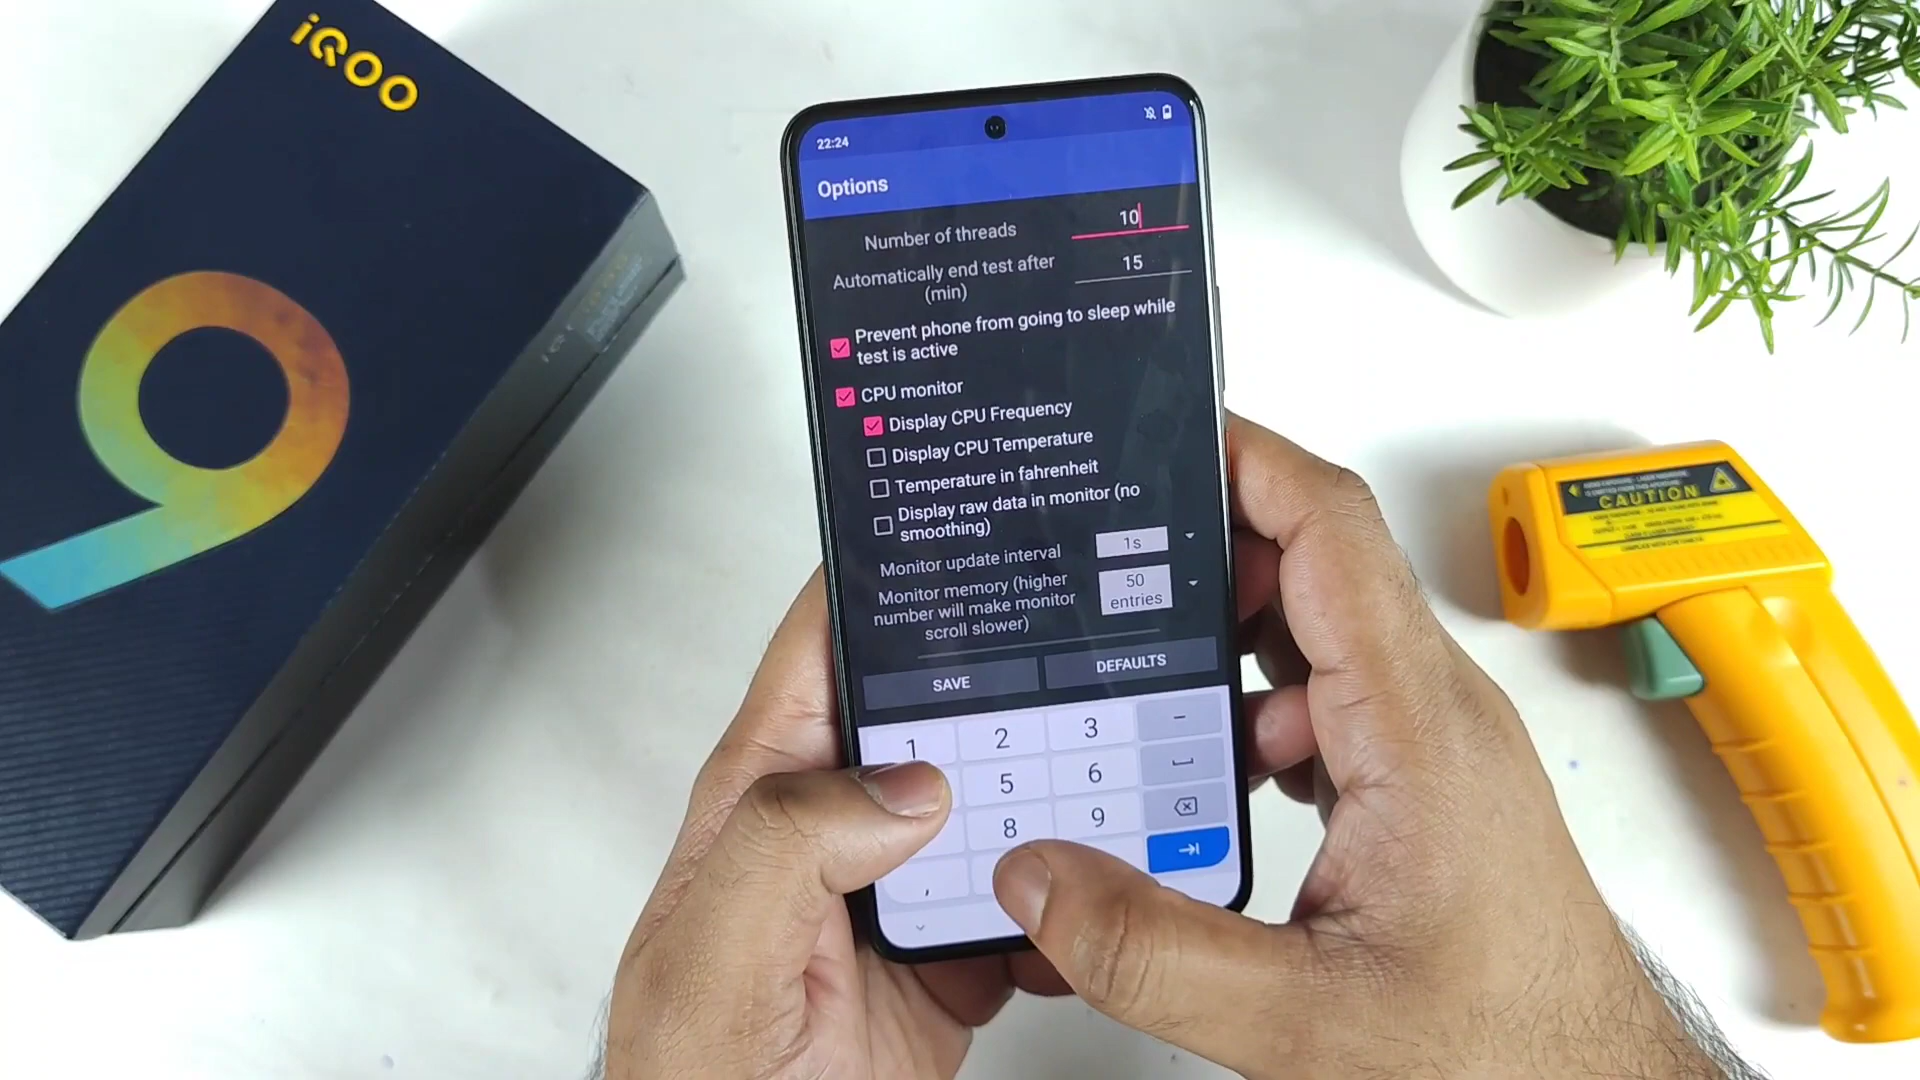 iQOO
9
22:24
Options
Number of threads
10
Automatically end test after
(min)
15
Prevent phone from going to sleep while
test is active
CPU monitor
Display CPU Frequency
Display CPU Temperature
Temperature in fahrenheit
Display raw data in monitor (no
smoothing)
Monitor update interval
1s
Monitor memory (higher
number will make monitor
scroll slower)
50
entries
SAVE
DEFAULTS
1
2
3
-
5
6
8
9
,
CAUTION